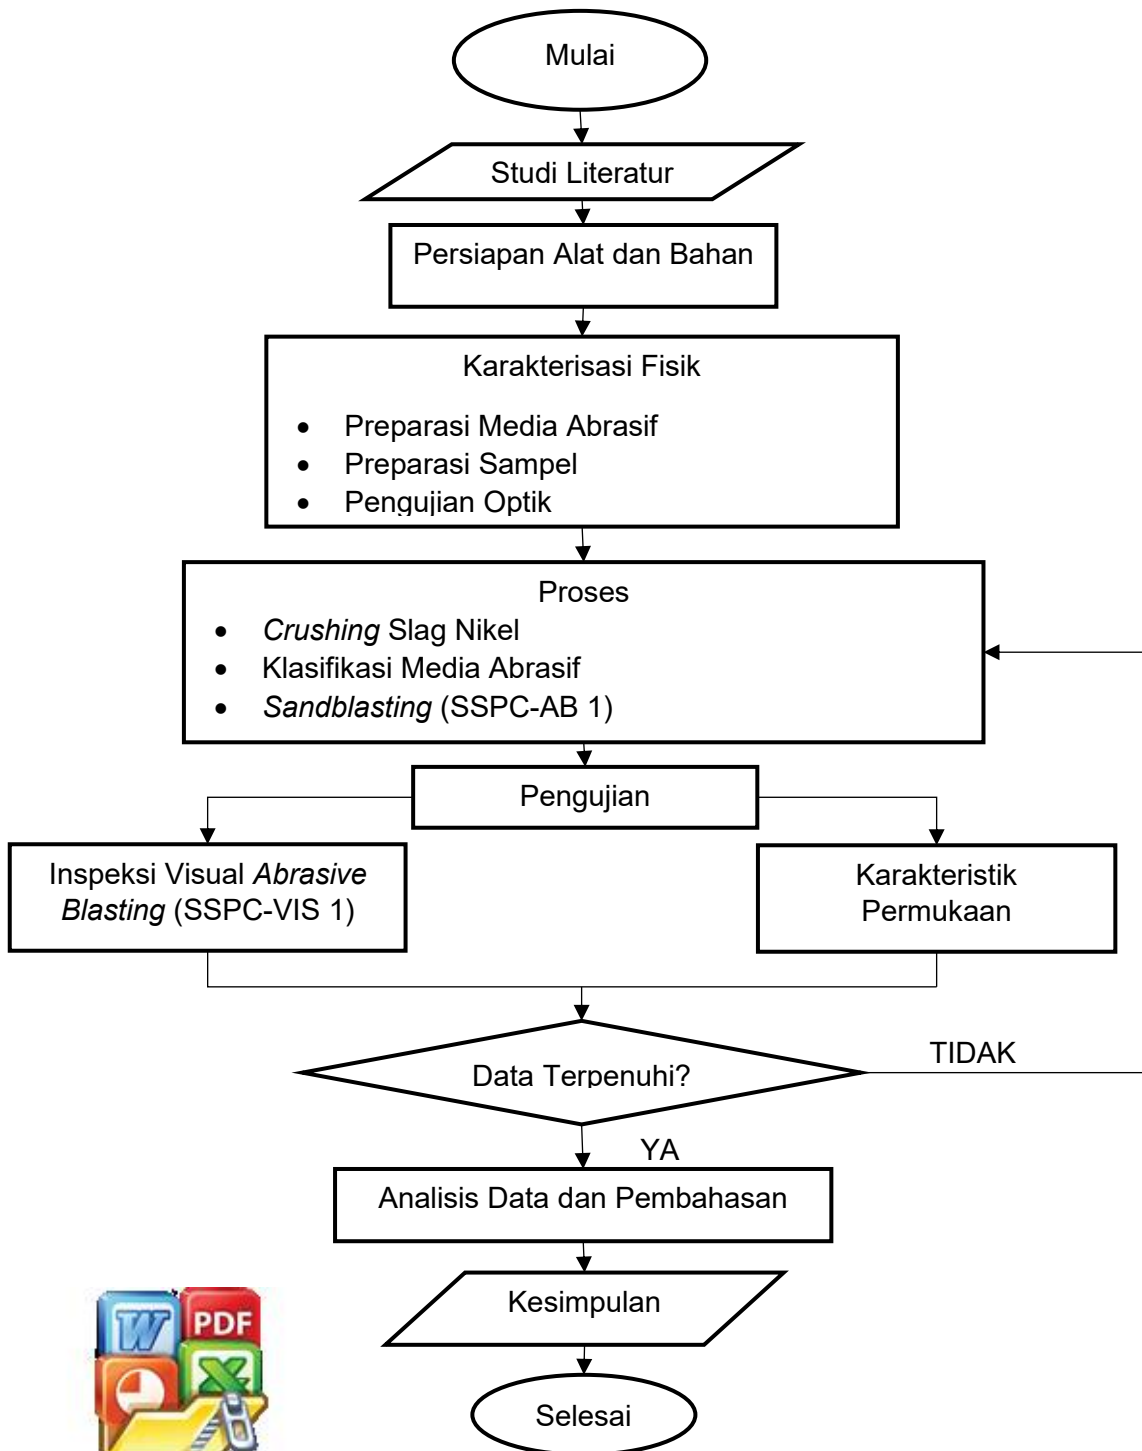 Mulai
Studi Literatur
Persiapan Alat dan Bahan
Karakterisasi Fisik
• Preparasi Media Abrasif
• Preparasi Sampel
• Pengujian Optik
Proses
• Crushing Slag Nikel
• Klasifikasi Media Abrasif
• Sandblasting (SSPC-AB 1)
Pengujian
Inspeksi Visual Abrasive
Blasting (SSPC-VIS 1)
Karakteristik
Permukaan
Data Terpenuhi?
TIDAK
YA
Analisis Data dan Pembahasan
Kesimpulan
W
PDF
X
Selesai